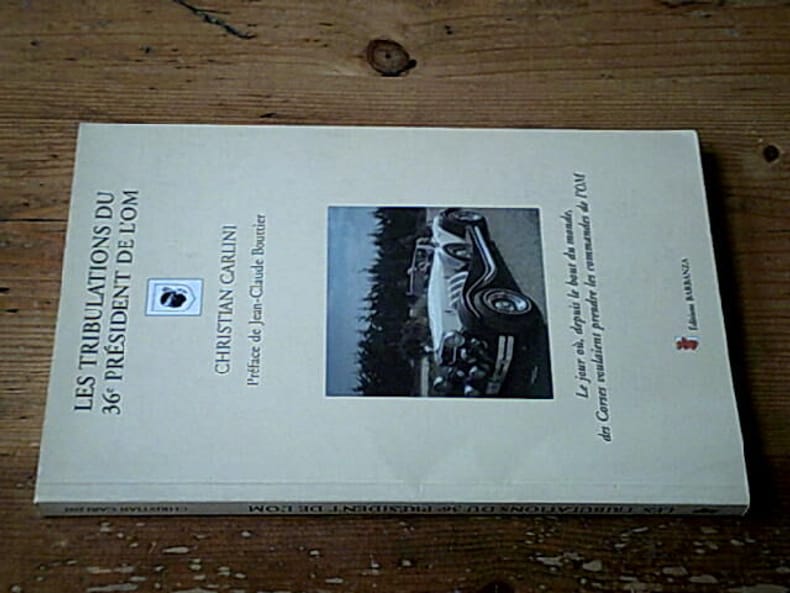 LES TRIBULATIONS DU
36e PRÉSIDENT DE L'OM
CHRISTIAN CARLINI
Préface de Jean-Claude Bouttier
Le jour où, depuis le bout du monde,
des Corses voulaient prendre les commandes de l'OM
Éditions BARBANZA
CHRISTIAN CARLINI
LES TRIBULATIONS DU 36e PRÉSIDENT DE L'OM